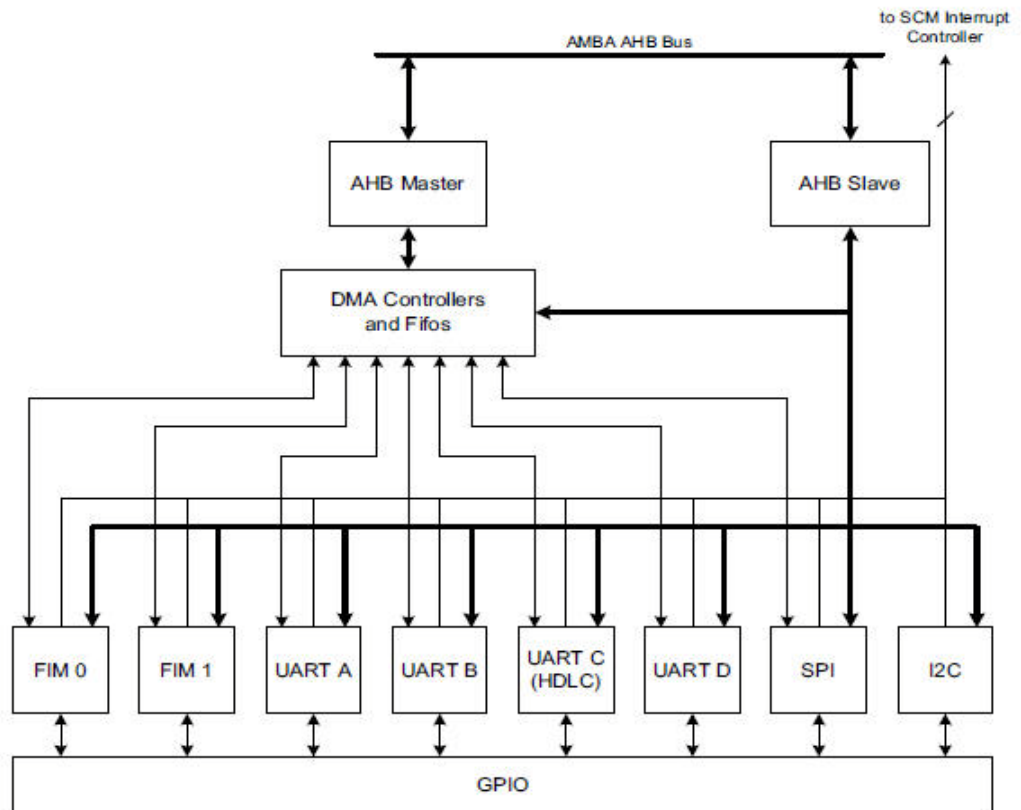 to SCM Interrupt
Controller
AMBA AHB Bus
AHB Master
AHB Slave
DMA Controllers
and Fifos
FIM 0
FIM 1
UART A
UART B
UART C
(HDLC)
UART D
SPI
I2C
GPIO